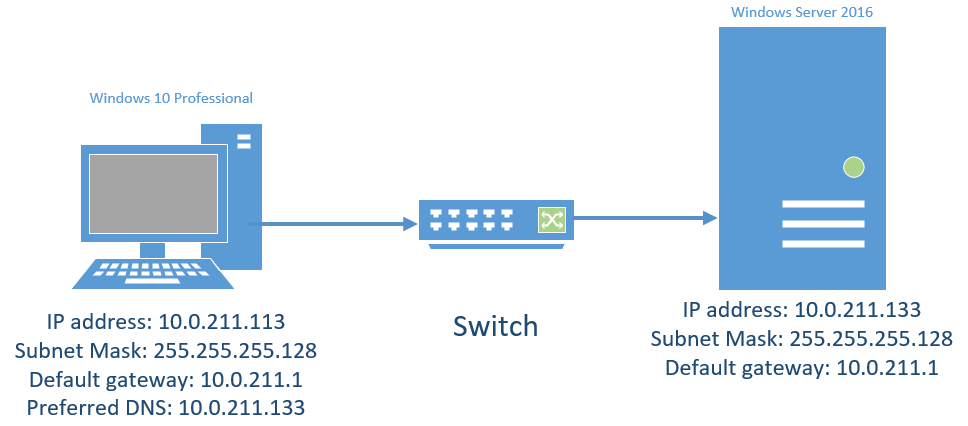 Windows Server 2016
Windows 10 Professional
IP address: 10.0.211.113
Subnet Mask: 255.255.255.128
Default gateway: 10.0.211.1
Preferred DNS: 10.0.211.133
Switch
IP address: 10.0.211.133
Subnet Mask: 255.255.255.128
Default gateway: 10.0.211.1